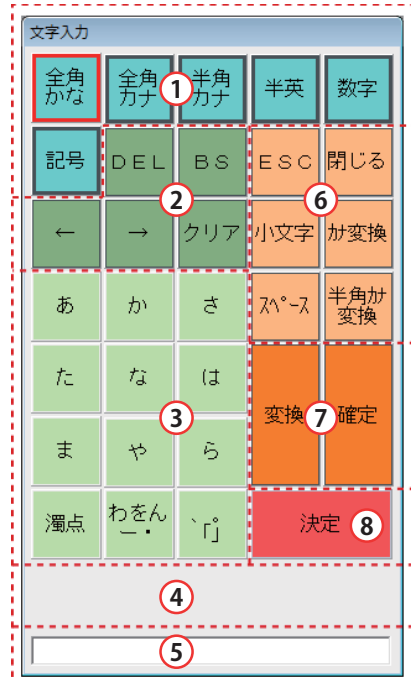 文字入力
全角かな 全角カナ ① 半角カナ 半英 数字
記号 DEL BS ESC 閉じる
② ⑥
← → クリア 小文字 ｶﾅ変換
あ か さ ｽﾍﾟｰｽ 半角ｶﾅ変換
た な は
③ 変換 ⑦ 確定
ま や ら
濁点 わをんー・ 、｢｣゜ 決定 ⑧
④
⑤